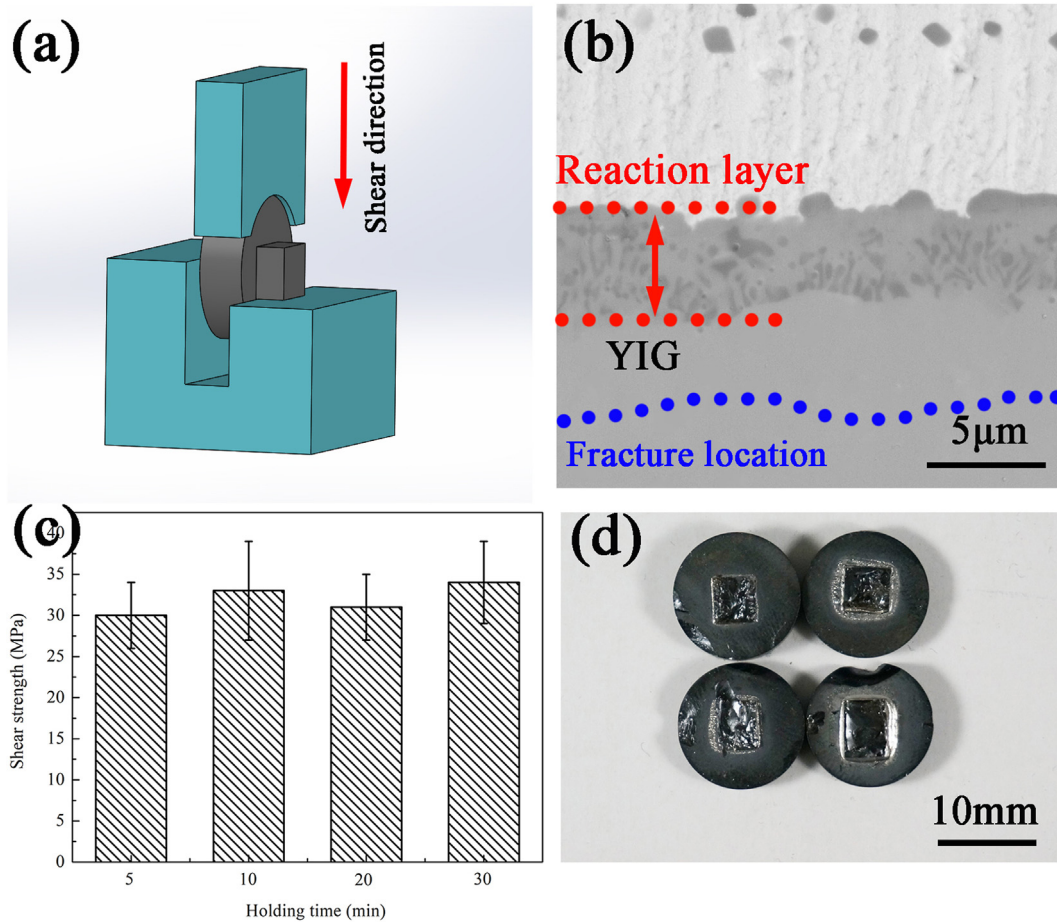 (a)
Shear direction
(b)
Reaction layer
YIG
5μm
Fracture location
(c)
40
35
30
25
20
15
10
5
0
Shear strength (MPa)
5 10 20 30
Holding time (min)
(d)
10mm